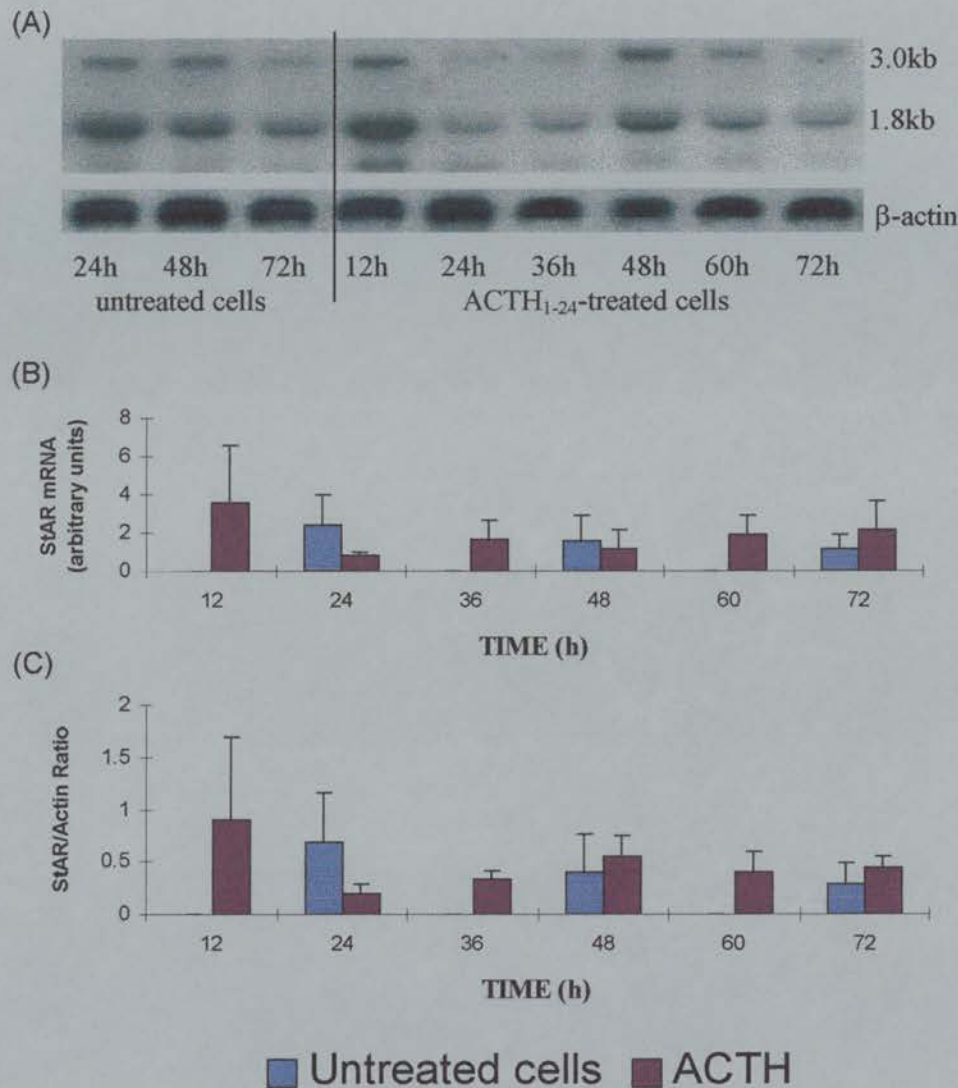 (A)
3.0kb
1.8kb
β-actin
24h 48h 72h 12h 24h 36h 48h 60h 72h
untreated cells ACTH₁₋₂₄-treated cells
(B)
StAR mRNA
(arbitrary units)
8
6
4
2
0
12 24 36 48 60 72
TIME (h)
(C)
StAR/Actin Ratio
2
1.5
1
0.5
0
12 24 36 48 60 72
TIME (h)
Untreated cells ACTH